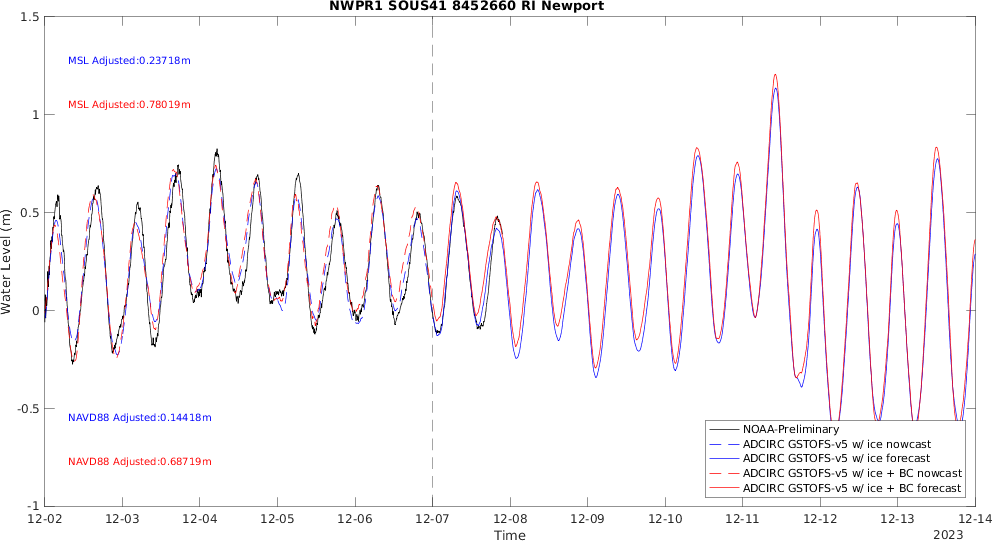 NWPR1 SOUS41 8452660 RI Newport
1.5
1
0.5
0
-0.5
-1
Water Level (m)
MSL Adjusted:0.23718m
MSL Adjusted:0.78019m
NAVD88 Adjusted:0.14418m
NAVD88 Adjusted:0.68719m
NOAA-Preliminary
ADCIRC GSTOFS-v5 w/ ice nowcast
ADCIRC GSTOFS-v5 w/ ice forecast
ADCIRC GSTOFS-v5 w/ ice + BC nowcast
ADCIRC GSTOFS-v5 w/ ice + BC forecast
12-02 12-03 12-04 12-05 12-06 12-07 12-08 12-09 12-10 12-11 12-12 12-13 12-14
Time
2023